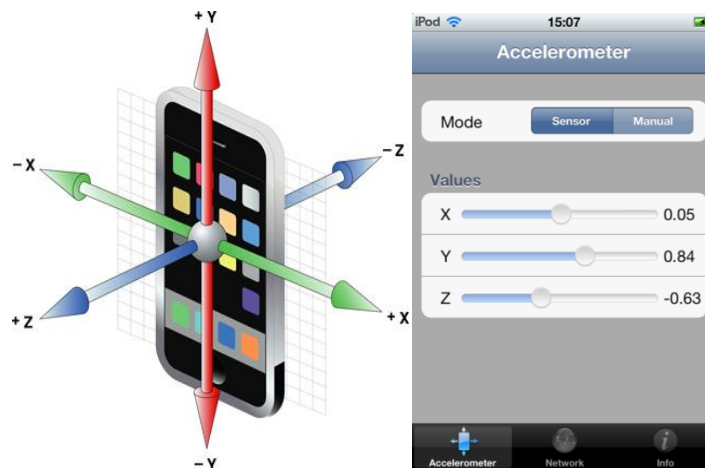 + Y
- X
- Z
+ Z
+ X
- Y
iPod 15:07
Accelerometer
Mode Sensor Manual
Values
X 0.05
Y 0.84
Z -0.63
Accelerometer Network Info